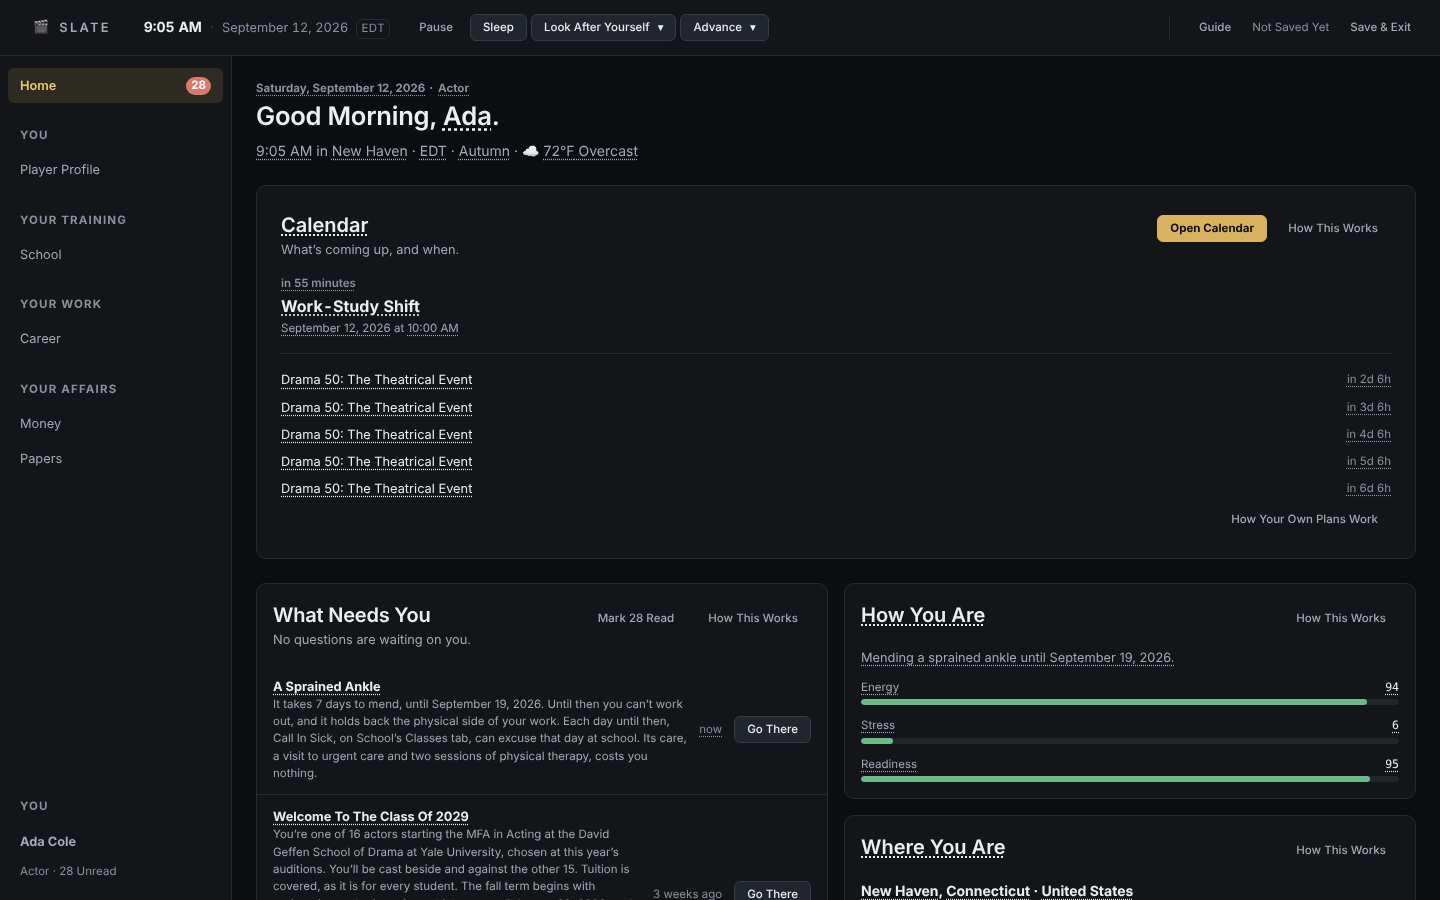 SLATE
9:05 AM · September 12, 2026 EDT
Pause
Sleep
Look After Yourself ▾
Advance ▾
Guide
Not Saved Yet
Save & Exit
Home
28
YOU
Player Profile
YOUR TRAINING
School
YOUR WORK
Career
YOUR AFFAIRS
Money
Papers
YOU
Ada Cole
Actor · 28 Unread
Saturday, September 12, 2026 · Actor
Good Morning, Ada.
9:05 AM in New Haven · EDT · Autumn · ☁️ 72°F Overcast
Calendar
What's coming up, and when.
Open Calendar
How This Works
in 55 minutes
Work-Study Shift
September 12, 2026 at 10:00 AM
Drama 50: The Theatrical Event in 2d 6h
Drama 50: The Theatrical Event in 3d 6h
Drama 50: The Theatrical Event in 4d 6h
Drama 50: The Theatrical Event in 5d 6h
Drama 50: The Theatrical Event in 6d 6h
How Your Own Plans Work
What Needs You
No questions are waiting on you.
Mark 28 Read
How This Works
A Sprained Ankle
It takes 7 days to mend, until September 19, 2026. Until then you can't work
out, and it holds back the physical side of your work. Each day until then,
Call In Sick, on School's Classes tab, can excuse that day at school. Its care,
a visit to urgent care and two sessions of physical therapy, costs you
nothing.
now
Go There
Welcome To The Class Of 2029
You're one of 16 actors starting the MFA in Acting at the David
Geffen School of Drama at Yale University, chosen at this year's
auditions. You'll be cast beside and against the other 15. Tuition is
covered, as it is for every student. The fall term begins with
3 weeks ago
Go There
How You Are
How This Works
Mending a sprained ankle until September 19, 2026.
Energy 94
Stress 6
Readiness 95
Where You Are
How This Works
New Haven, Connecticut · United States